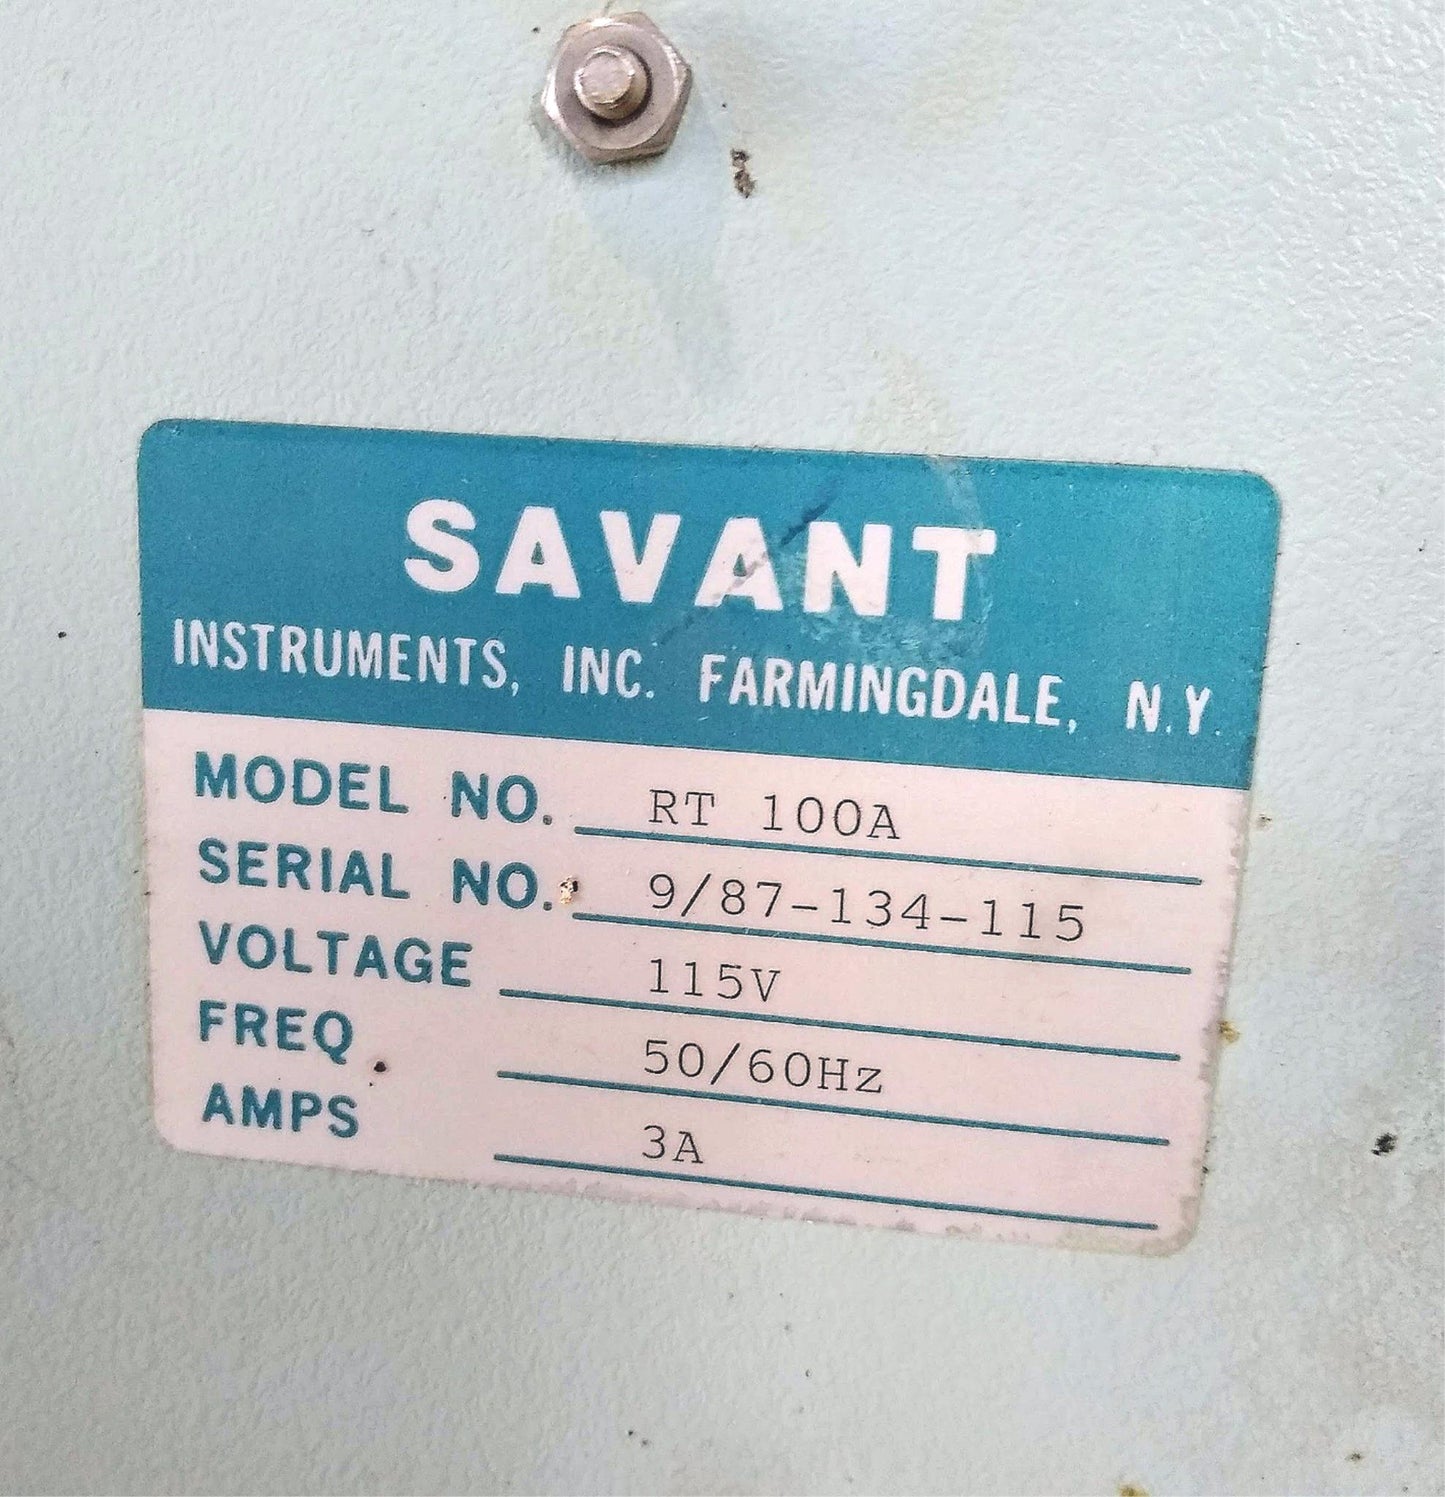 SAVANT
INSTRUMENTS, INC. FARMINGDALE, N.Y.
MODEL NO. RT 100A
SERIAL NO. 9/87-134-115
VOLTAGE 115V
FREQ 50/60Hz
AMPS 3A